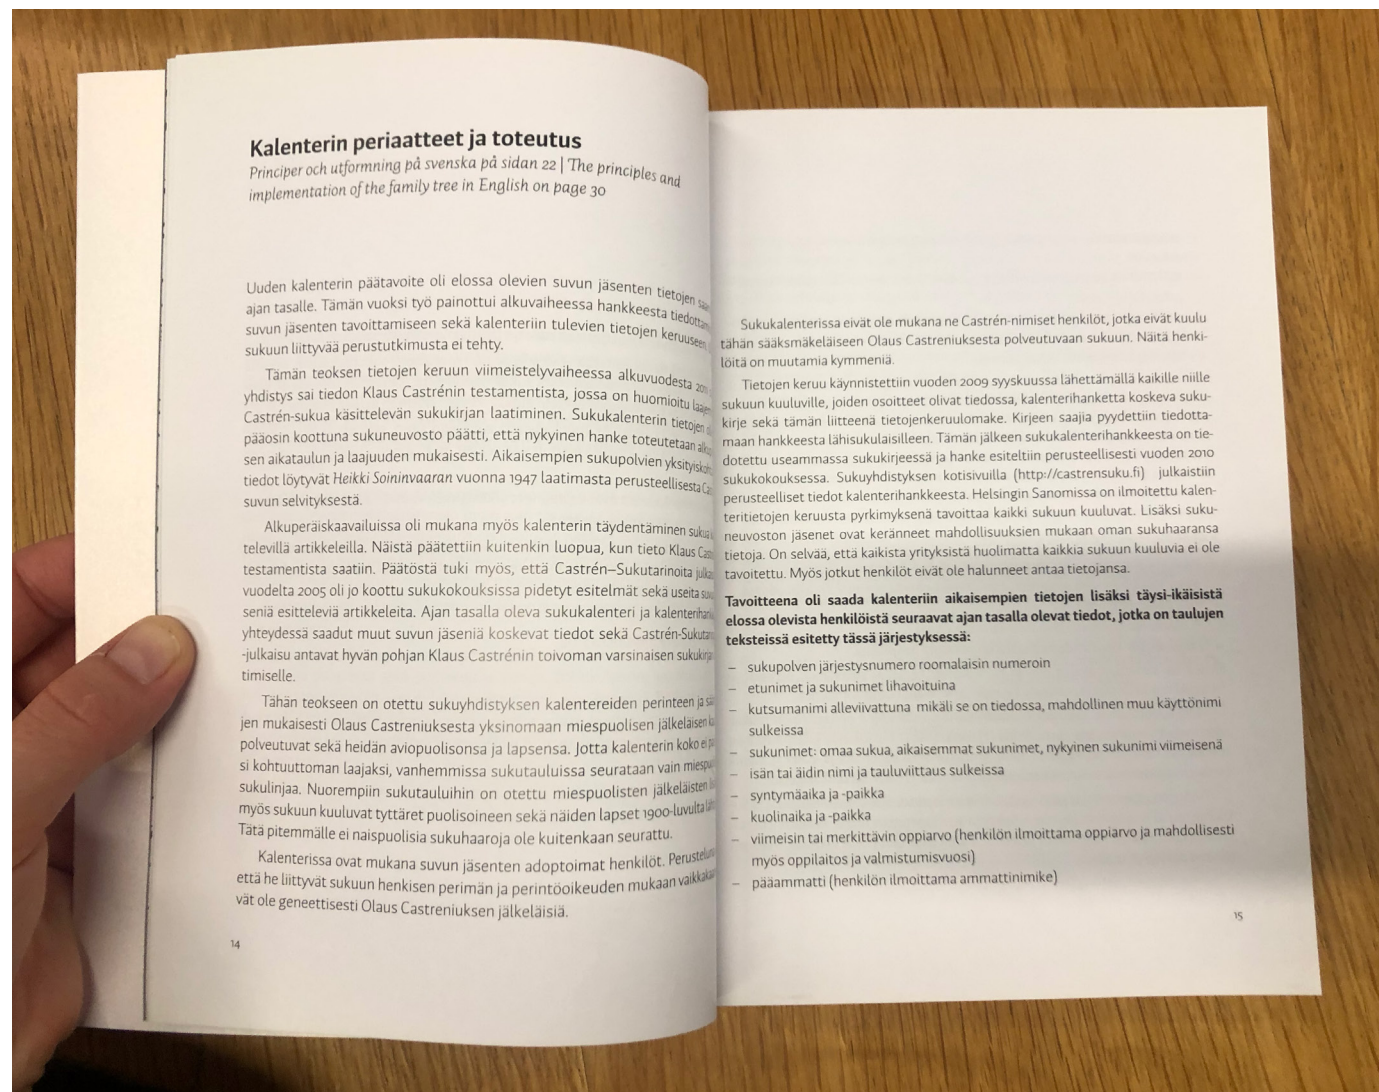 Kalenterin periaatteet ja toteutus
Principer och utformning på svenska på sidan 22 | The principles and
implementation of the family tree in English on page 30
Uuden kalenterin päätavoite oli elossa olevien suvun jäsenten tietojen
ajan tasalle. Tämän vuoksi työ painottui alkuvaiheessa hankkeesta
suvun jäsenten tavoittamiseen sekä kalenteriin tulevien tietojen keruuseen
sukuun liittyvää perustutkimusta ei tehty.
Tämän teoksen tietojen keruun viimeistelyvaiheessa alkuvuodesta
yhdistys sai tiedon Klaus Castrénin testamentista, jossa on huomioitu
Castrén-sukua käsittelevän sukukirjan laatiminen. Sukukalenterin tietojen
pääosin koottuna sukuneuvosto päätti, että nykyinen hanke toteutetaan
sen aikataulun ja laajuuden mukaisesti. Aikaisempien sukupolvien
tiedot löytyvät Heikki Soininvaaran vuonna 1947 laatimasta perusteellisesta
suvun selvityksestä.
Alkuperäiskaavailuissa oli mukana myös kalenterin täydentäminen
televillä artikkeleilla. Näistä päätettiin kuitenkin luopua, kun tieto Klaus
testamentista saatiin. Päätöstä tuki myös, että Castrén–Sukutarinoita
vuodelta 2005 oli jo koottu sukukokouksissa pidetyt esitelmät sekä useita
seniä esitteleviä artikkeleita. Ajan tasalla oleva sukukalenteri ja
yhteydessä saadut muut suvun jäseniä koskevat tiedot sekä
-julkaisu antavat hyvän pohjan Klaus Castrénin toivoman varsinaisen
timiselle.
Tähän teokseen on otettu sukuyhdistyksen kalentereiden perinteen ja
jen mukaisesti Olaus Castreniuksesta yksinomaan miespuolisen jälkeläisen
polveutuvat sekä heidän aviopuolisonsa ja lapsensa. Jotta kalenterin koko ei
si kohtuuttoman laajaksi, vanhemmissa sukutauluissa seurataan vain
sukulinjaa. Nuorempiin sukutauluihin on otettu miespuolisten jälkeläisten
myös sukuun kuuluvat tyttäret puolisoineen sekä näiden lapset 1900-luvulta
Tätä pitemmälle ei naispuolisia sukuhaaroja ole kuitenkaan seurattu.
Kalenterissa ovat mukana suvun jäsenten adoptoimat henkilöt.
että he liittyvät sukuun henkisen perimän ja perintöoikeuden mukaan
vät ole geneettisesti Olaus Castreniuksen jälkeläisiä.
14
Sukukalenterissa eivät ole mukana ne Castrén-nimiset henkilöt, jotka eivät kuulu
tähän sääksmäkeläiseen Olaus Castreniuksesta polveutuvaan sukuun. Näitä henki-
löitä on muutamia kymmeniä.
Tietojen keruu käynnistettiin vuoden 2009 syyskuussa lähettämällä kaikille niille
sukuun kuuluville, joiden osoitteet olivat tiedossa, kalenterihanketta koskeva suku-
kirje sekä tämän liitteenä tietojenkeruulomake. Kirjeen saajia pyydettiin tiedotta-
maan hankkeesta lähisukulaisilleen. Tämän jälkeen sukukalenterihankkeesta on tie-
dotettu useammassa sukukirjeessä ja hanke esiteltiin perusteellisesti vuoden 2010
sukukokouksessa. Sukuyhdistyksen kotisivuilla (http://castrensuku.fi) julkaistiin
perusteelliset tiedot kalenterihankkeesta. Helsingin Sanomissa on ilmoitettu kalen-
teritietojen keruusta pyrkimyksenä tavoittaa kaikki sukuun kuuluvat. Lisäksi suku-
neuvoston jäsenet ovat keränneet mahdollisuuksien mukaan oman sukuhaaransa
tietoja. On selvää, että kaikista yrityksistä huolimatta kaikkia sukuun kuuluvia ei ole
tavoitettu. Myös jotkut henkilöt eivät ole halunneet antaa tietojansa.
Tavoitteena oli saada kalenteriin aikaisempien tietojen lisäksi täysi-ikäisistä
elossa olevista henkilöistä seuraavat ajan tasalla olevat tiedot, jotka on taulujen
teksteissä esitetty tässä järjestyksessä:
– sukupolven järjestysnumero roomalaisin numeroin
– etunimet ja sukunimet lihavoituina
– kutsumanimi alleviivattuna mikäli se on tiedossa, mahdollinen muu käyttönimi
sulkeissa
– sukunimet: omaa sukua, aikaisemmat sukunimet, nykyinen sukunimi viimeisenä
– isän tai äidin nimi ja tauluviittaus sulkeissa
– syntymäaika ja -paikka
– kuolinaika ja -paikka
– viimeisin tai merkittävin oppiarvo (henkilön ilmoittama oppiarvo ja mahdollisesti
myös oppilaitos ja valmistumisvuosi)
– pääammatti (henkilön ilmoittama ammattinimike)
15